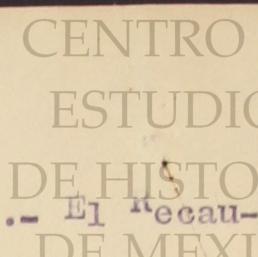 CENTRO
ESTUDIO
DE HISTO
.- El Recau-
DE MEXI